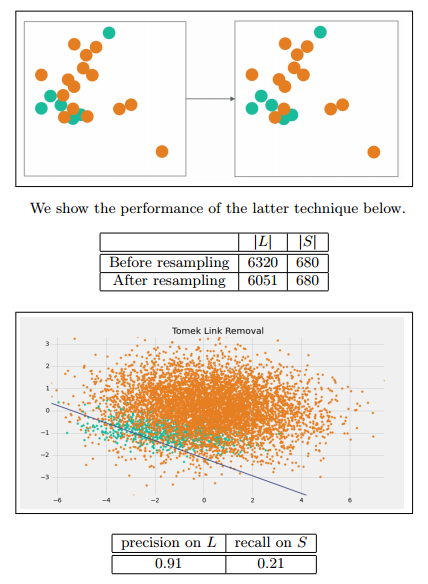 We show the performance of the latter technique below.
|L| |S|
Before resampling 6320 680
After resampling 6051 680
Tomek Link Removal
3
2
1
0
−1
−2
−3
−6 −4 −2 0 2 4 6
precision on L recall on S
0.91 0.21